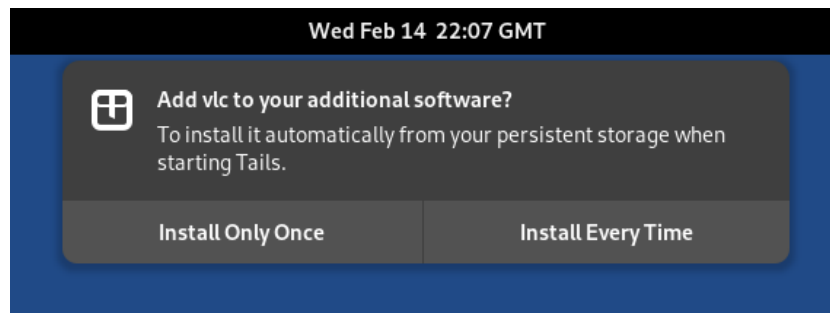 Wed Feb 14 22:07 GMT
Add vlc to your additional software?
To install it automatically from your persistent storage when
starting Tails.
Install Only Once
Install Every Time